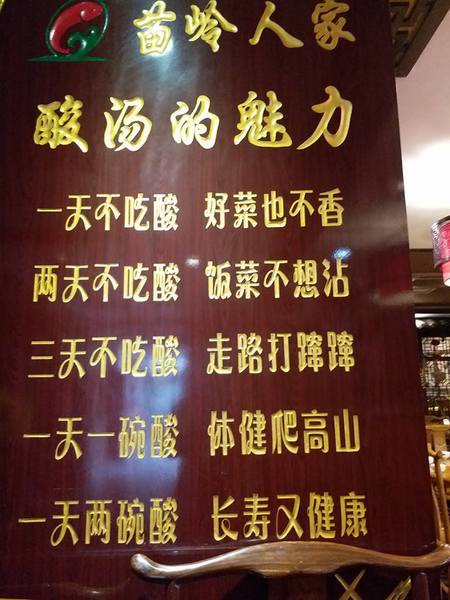 苗岭人家
酸汤的魅力
一天不吃酸 好菜也不香
两天不吃酸 饭菜不想沾
三天不吃酸 走路打蹿蹿
一天一碗酸 体健爬高山
一天两碗酸 长寿又健康